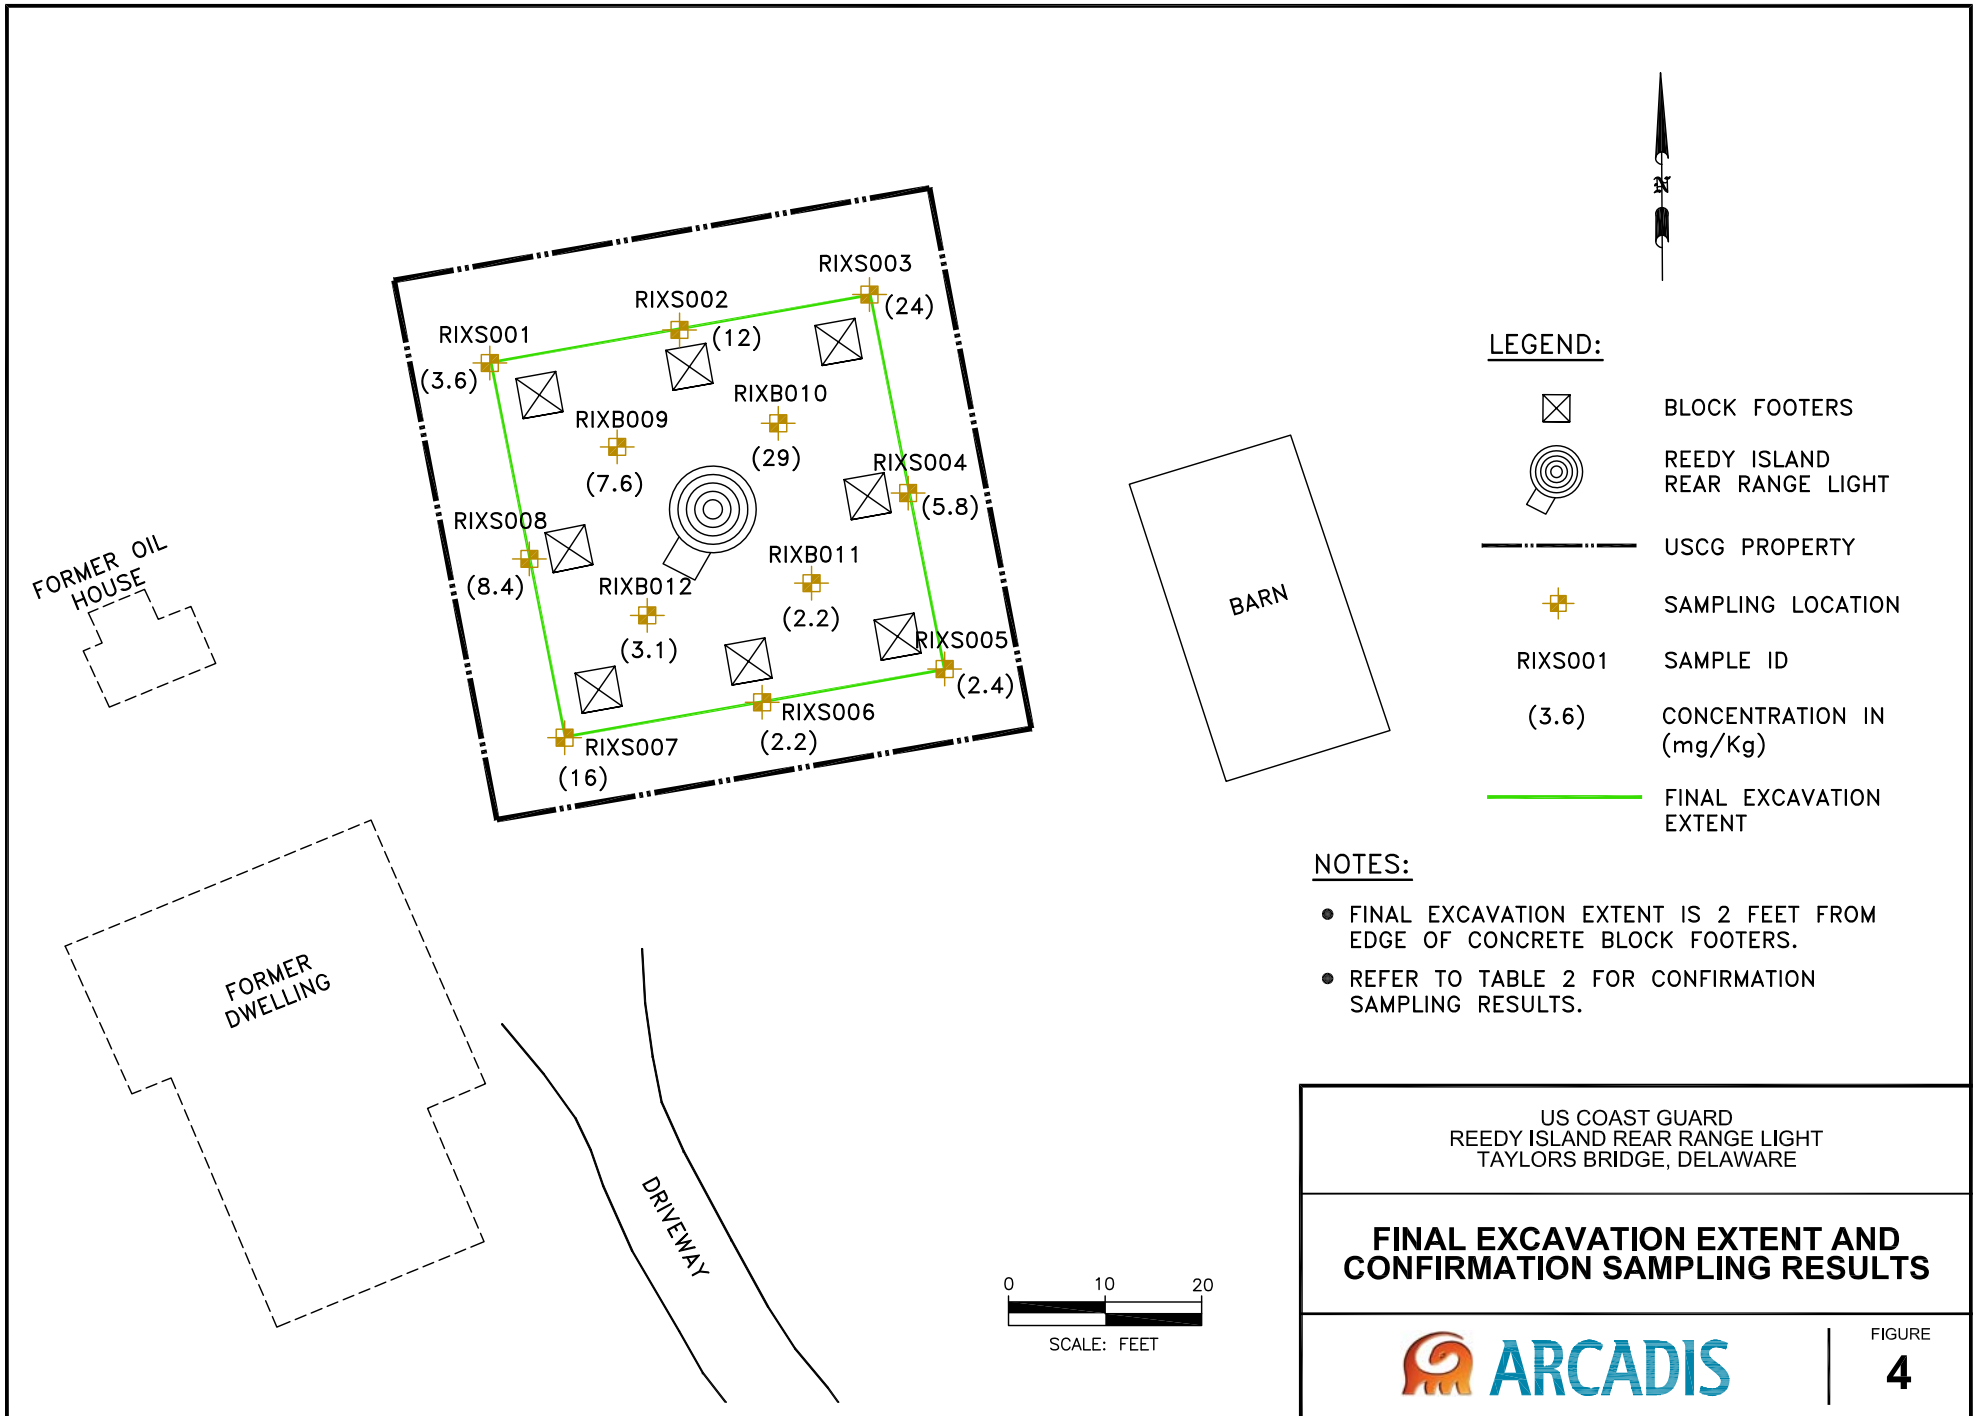 N
RIXS003
(24)
RIXS002
(12)
RIXS001
(3.6)
RIXB010
(29)
RIXB009
(7.6)
RIXS004
(5.8)
RIXS008
(8.4)
RIXB011
(2.2)
RIXB012
(3.1)
RIXS005
(2.4)
RIXS006
(2.2)
RIXS007
(16)
FORMER OIL
HOUSE
BARN
FORMER
DWELLING
DRIVEWAY
0 10 20
SCALE: FEET
LEGEND:
BLOCK FOOTERS
REEDY ISLAND
REAR RANGE LIGHT
USCG PROPERTY
SAMPLING LOCATION
RIXS001 SAMPLE ID
(3.6) CONCENTRATION IN
(mg/Kg)
FINAL EXCAVATION
EXTENT
NOTES:
● FINAL EXCAVATION EXTENT IS 2 FEET FROM
EDGE OF CONCRETE BLOCK FOOTERS.
● REFER TO TABLE 2 FOR CONFIRMATION
SAMPLING RESULTS.
US COAST GUARD
REEDY ISLAND REAR RANGE LIGHT
TAYLORS BRIDGE, DELAWARE
FINAL EXCAVATION EXTENT AND
CONFIRMATION SAMPLING RESULTS
ARCADIS
FIGURE
4